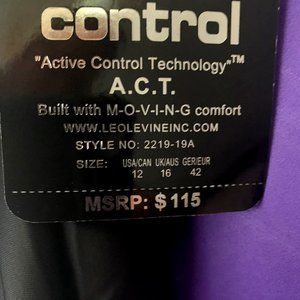 control
"Active Control Technology"™
A.C.T.
Built with M-O-V-I-N-G comfort
WWW.LEOLEVINEINC.COM
STYLE NO: 2219-19A
SIZE: USA/CAN UK/AUS GER/EUR
12 16 42
MSRP: $115